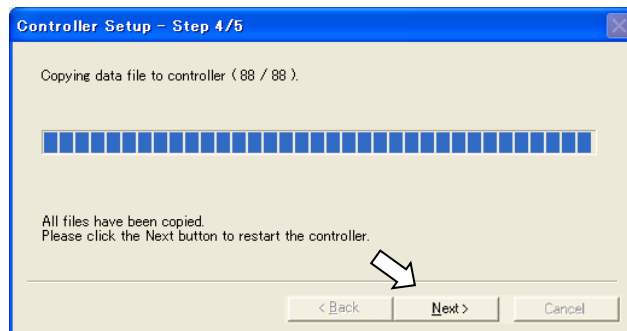 Controller Setup - Step 4/5
Copying data file to controller ( 88 / 88 ).
All files have been copied.
Please click the Next button to restart the controller.
< Back
Next >
Cancel